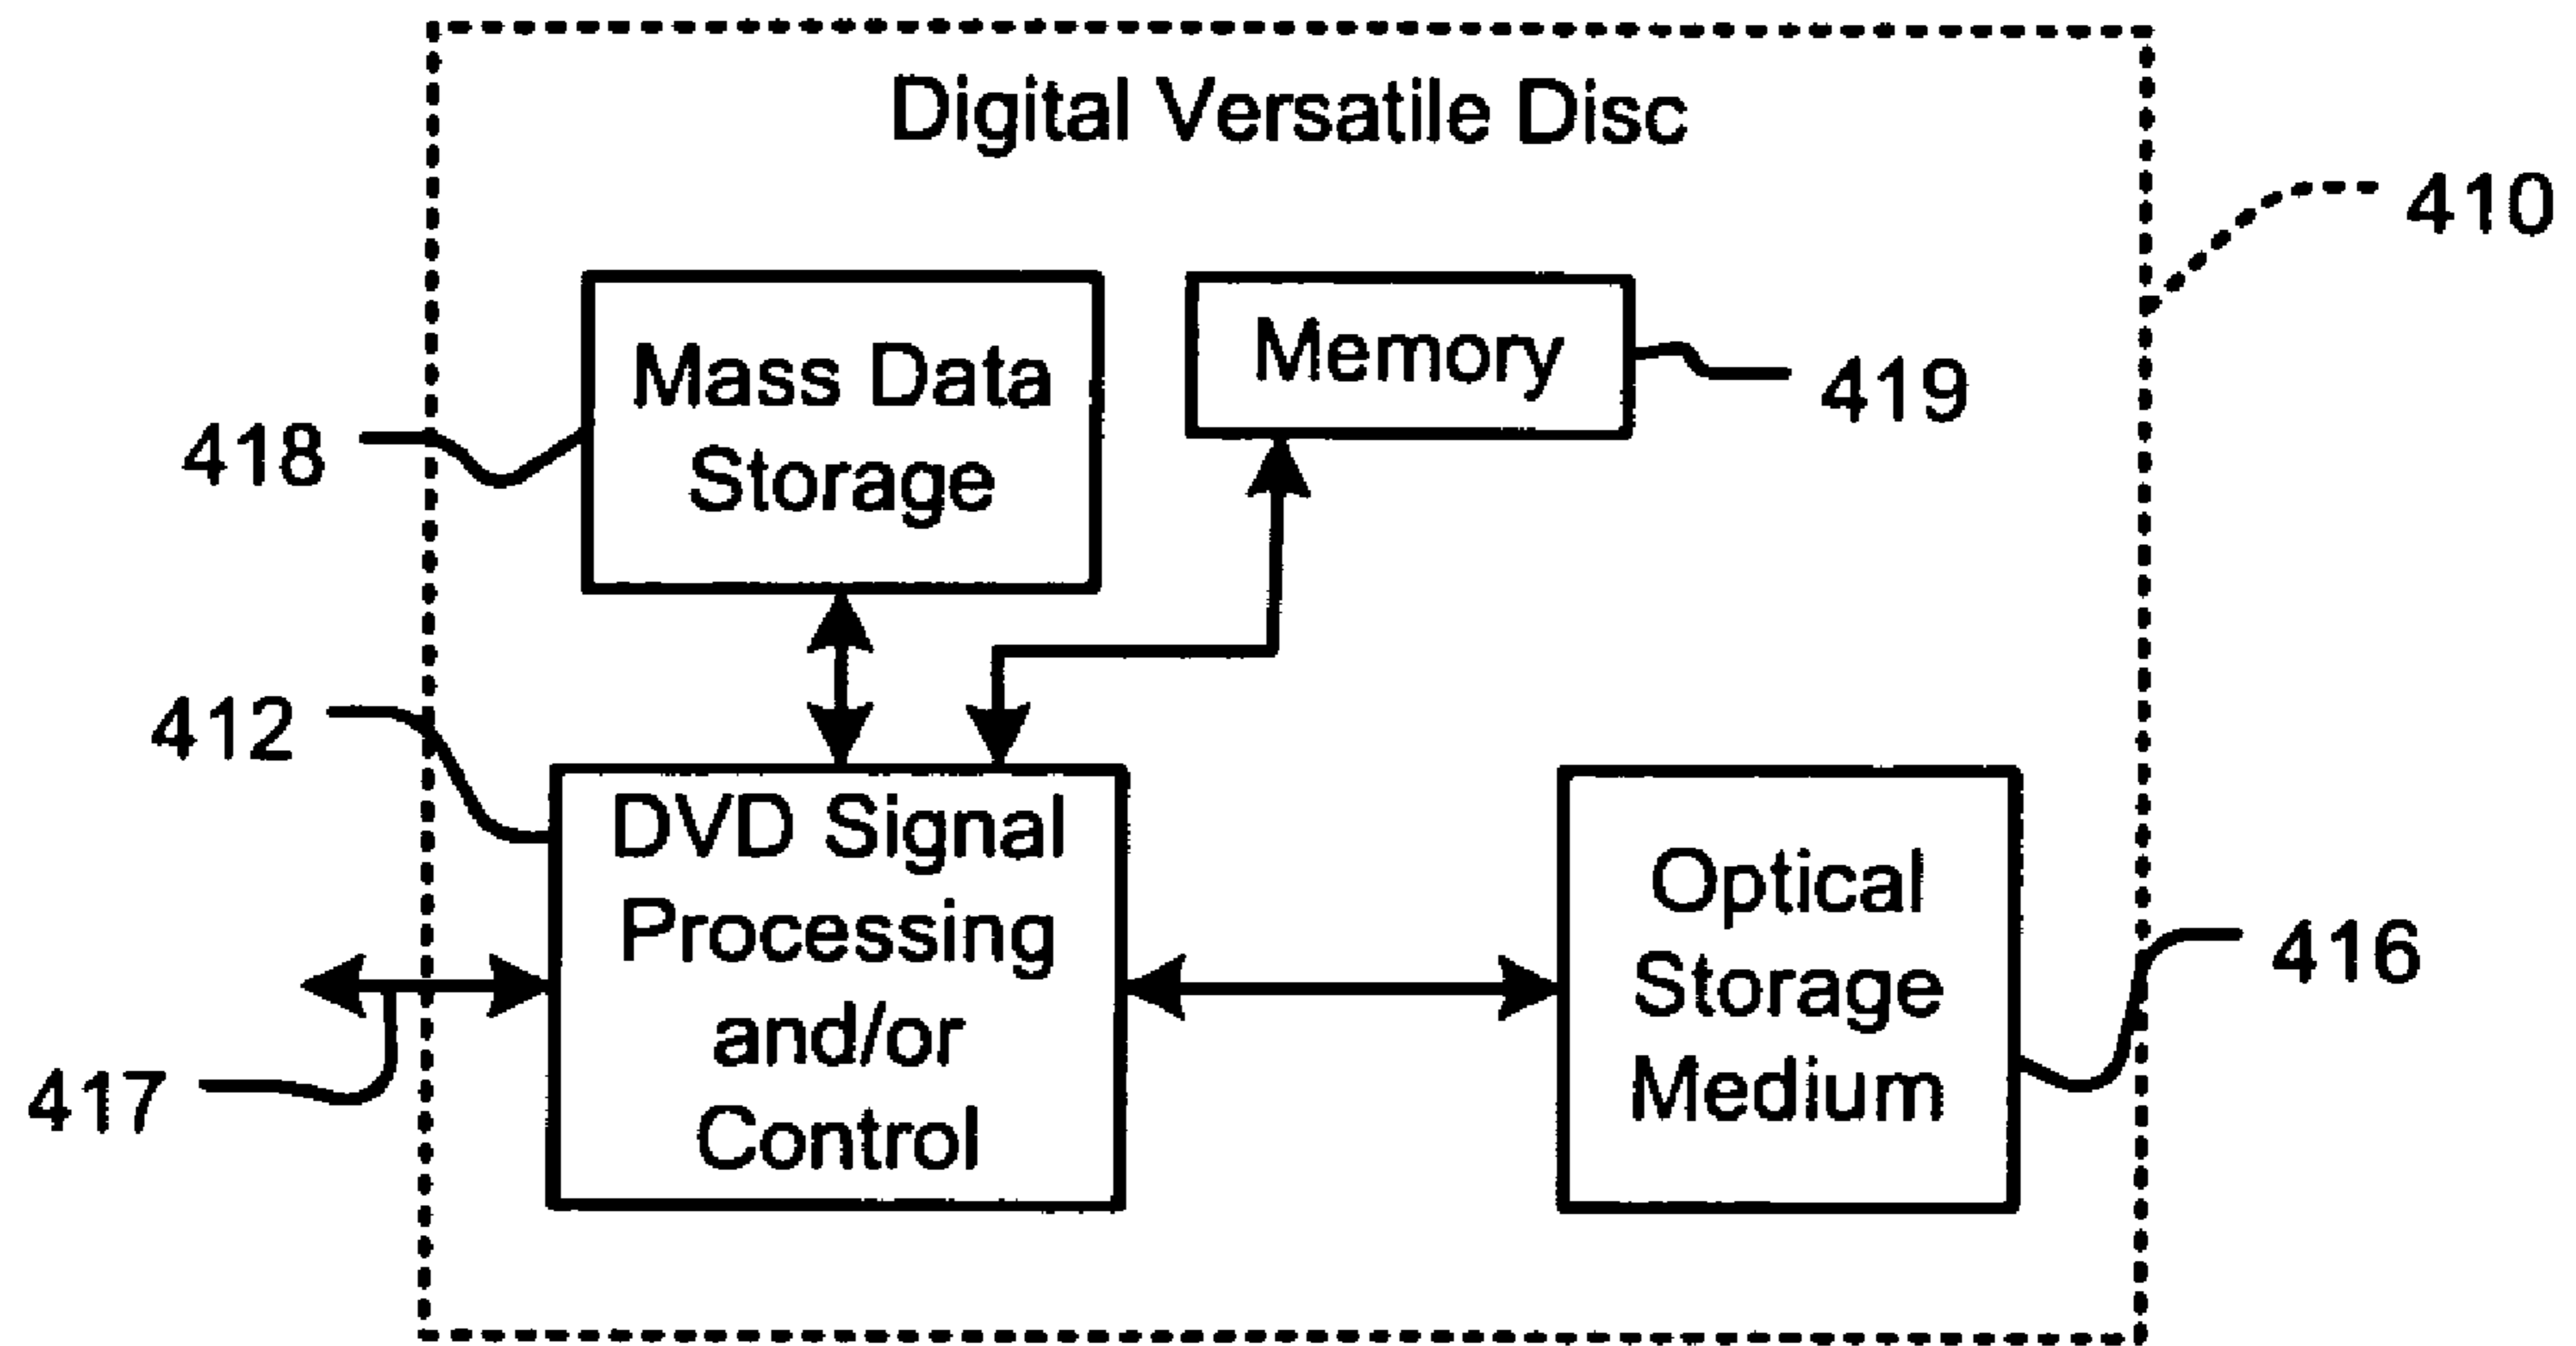 Digital Versatile Disc
410
Mass Data
Storage
418
Memory
419
412
DVD Signal
Processing
and/or
Control
417
Optical
Storage
Medium
416